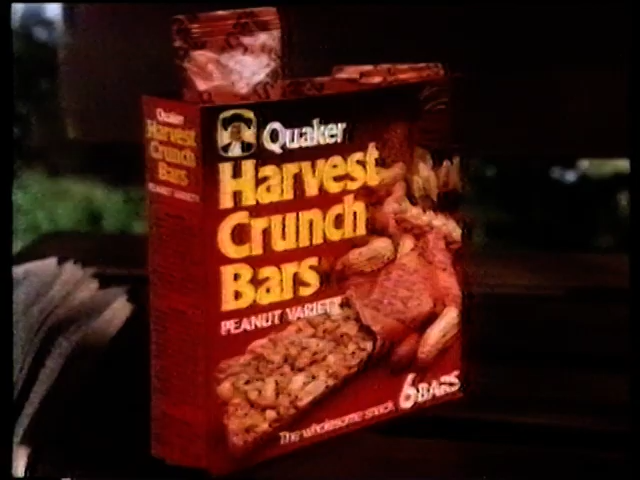 Quaker
Harvest
Crunch
Bars
PEANUT VARIETY
Quaker
Harvest
Crunch
Bars
PEANUT VARIETY
The wholesome snack
6 BARS